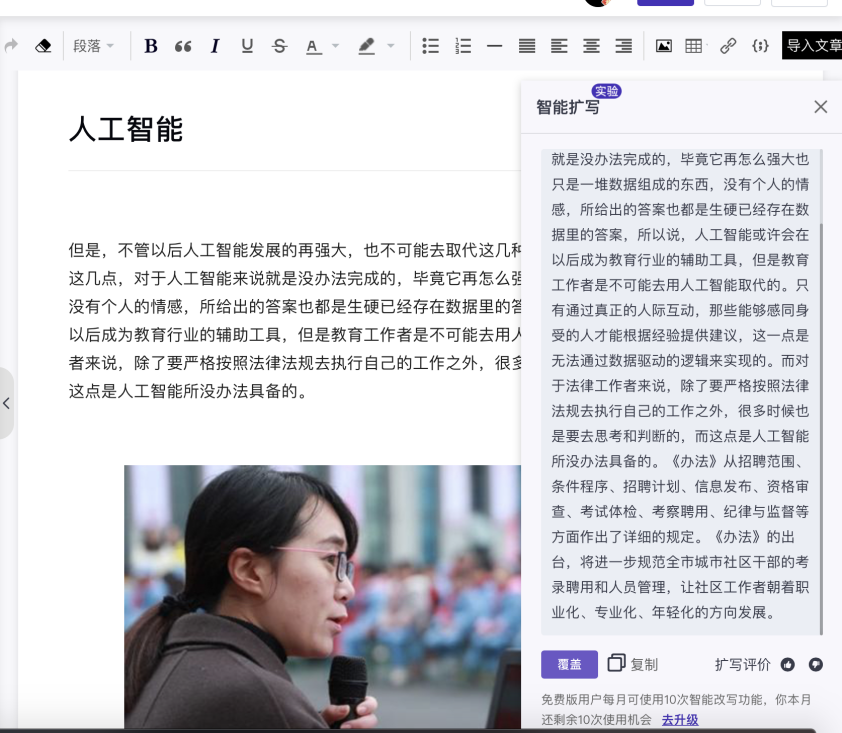 段落
B
I
U
S
A
导入文章
人工智能
但是，不管以后人工智能发展的再强大，也不可能去取代这几种
这几点，对于人工智能来说就是没办法完成的，毕竟它再怎么强
没有个人的情感，所给出的答案也都是生硬已经存在数据里的答
以后成为教育行业的辅助工具，但是教育工作者是不可能去用人
者来说，除了要严格按照法律法规去执行自己的工作之外，很多
这点是人工智能所没办法具备的。
智能扩写
实验
就是没办法完成的，毕竟它再怎么强大也
只是一堆数据组成的东西，没有个人的情
感，所给出的答案也都是生硬已经存在数
据里的答案，所以说，人工智能或许会在
以后成为教育行业的辅助工具，但是教育
工作者是不可能去用人工智能取代的。只
有通过真正的人际互动，那些能够感同身
受的人才能根据经验提供建议，这一点是
无法通过数据驱动的逻辑来实现的。而对
于法律工作者来说，除了要严格按照法律
法规去执行自己的工作之外，很多时候也
是要去思考和判断的，而这点是人工智能
所没办法具备的。《办法》从招聘范围、
条件程序、招聘计划、信息发布、资格审
查、考试体检、考察聘用、纪律与监督等
方面作出了详细的规定。《办法》的出
台，将进一步规范全市城市社区干部的考
录聘用和人员管理，让社区工作者朝着职
业化、专业化、年轻化的方向发展。
覆盖
复制
扩写评价
免费版用户每月可使用10次智能改写功能，你本月
还剩余10次使用机会 去升级